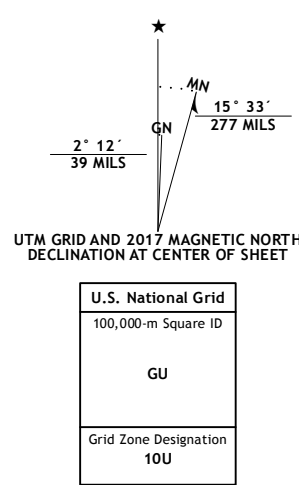 ★
MN
15° 33´
277 MILS
GN
2° 12´
39 MILS
UTM GRID AND 2017 MAGNETIC NORTH
DECLINATION AT CENTER OF SHEET
U.S. National Grid
100,000-m Square ID
GU
Grid Zone Designation
10U